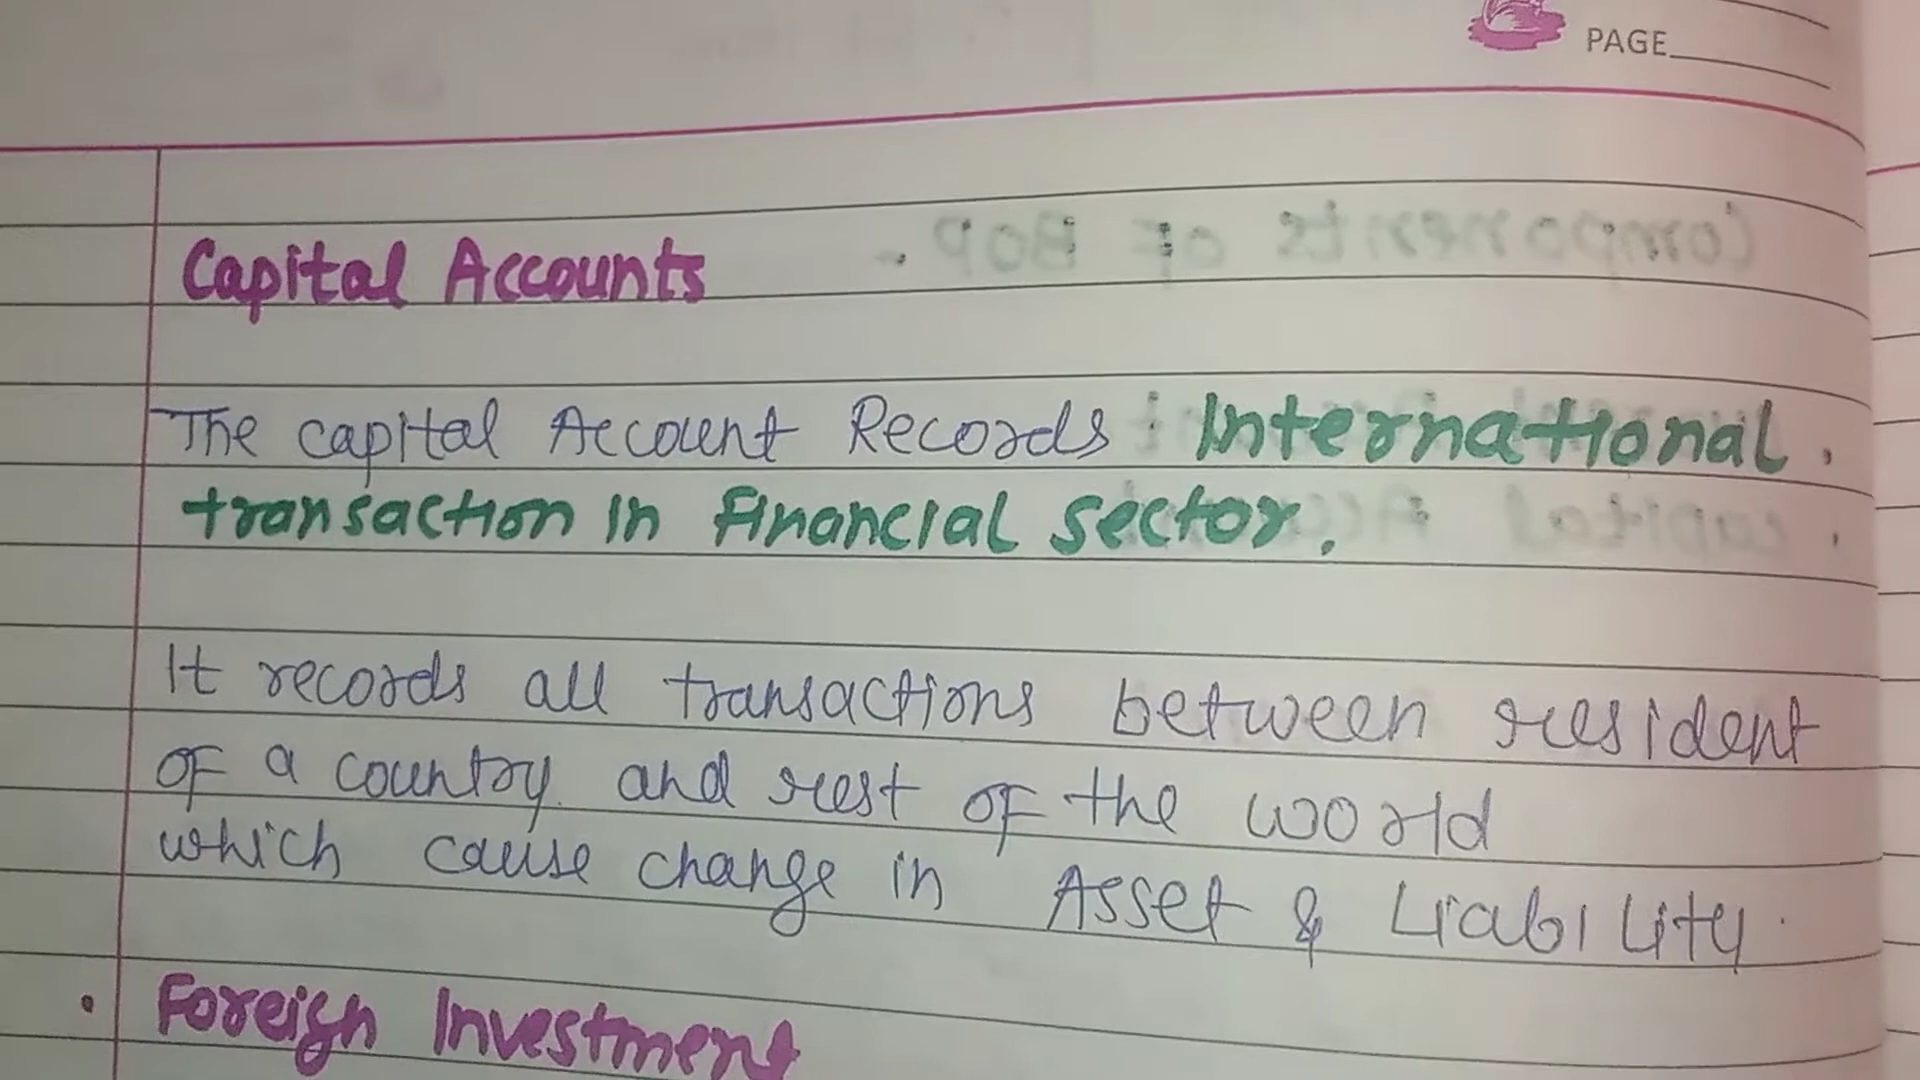 PAGE
Capital Accounts
The capital Account Records International
transaction in Financial sector.
It records all transactions between resident
of a country and rest of the world
which cause change in Asset & Liability.
Foreign Investment